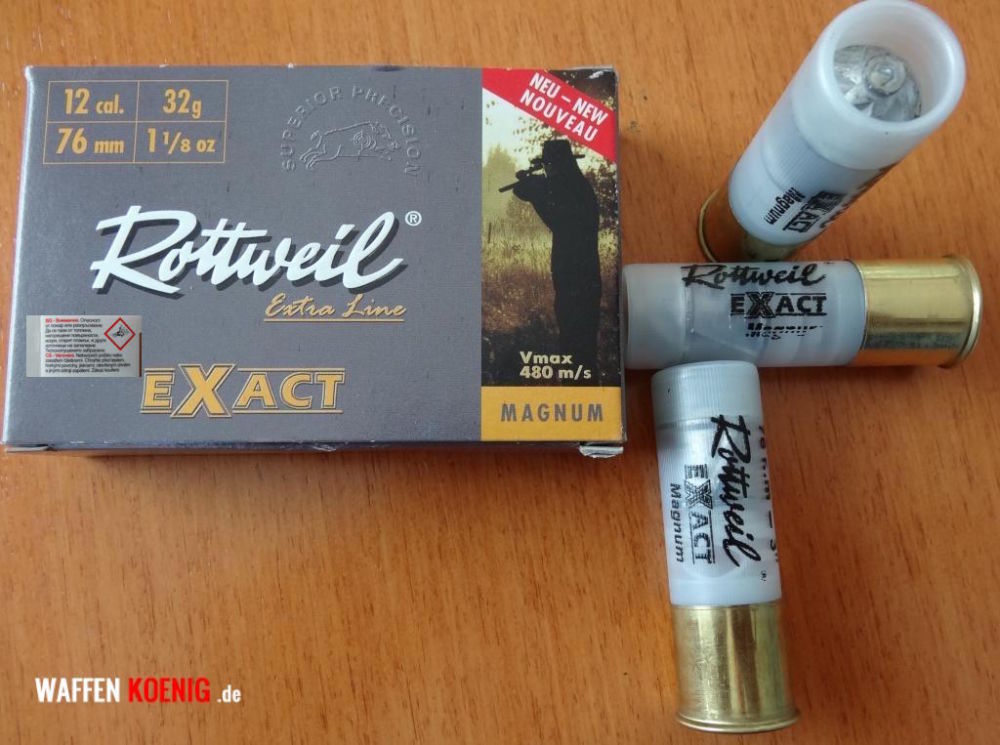 12 cal.
32g
76 mm
1 1/8 oz
SUPERIOR PRECISION
NEU – NEW
NOUVEAU
Rottweil®
Extra Line
EXACT
Vmax
480 m/s
MAGNUM
EXACT
Magnum
Rottweil
EXACT
Magnum
Rottweil®
EXACT
Magnum
WAFFEN KOENIG.de